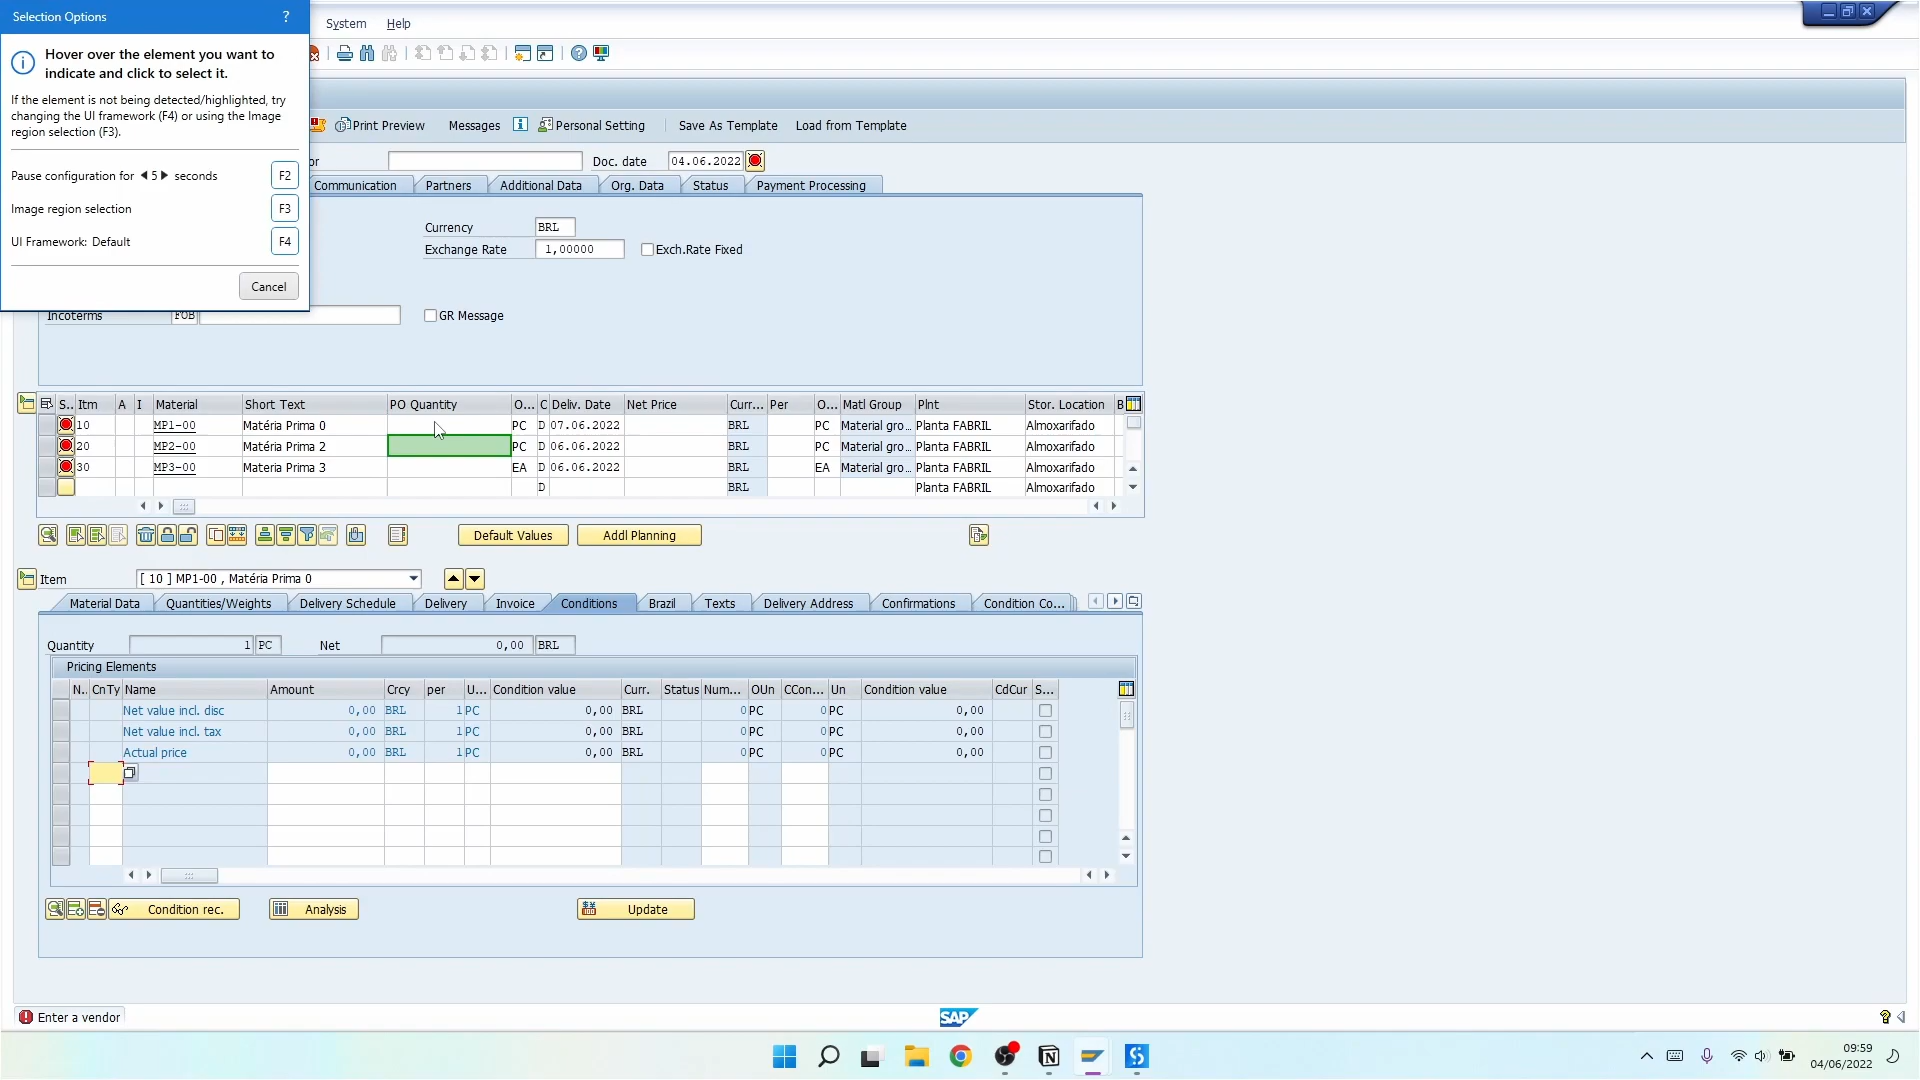 Selection Options ?
Hover over the element you want to
indicate and click to select it.
If the element is not being detected/highlighted, try
changing the UI framework (F4) or using the Image
region selection (F3).
Pause configuration for 5 seconds F2
Image region selection F3
UI Framework: Default F4
Cancel
System Help
Print Preview Messages Personal Setting Save As Template Load from Template
or Doc. date 04.06.2022
Communication Partners Additional Data Org. Data Status Payment Processing
Currency BRL
Exchange Rate 1,00000 Exch.Rate Fixed
Incoterms FOB GR Message
S.. Itm A I Material Short Text PO Quantity O... C Deliv. Date Net Price Curr... Per O... Matl Group Plnt Stor. Location B
10 MP1-00 Matéria Prima 0 PC D 07.06.2022 BRL PC Material gro... Planta FABRIL Almoxarifado
20 MP2-00 Matéria Prima 2 PC D 06.06.2022 BRL PC Material gro... Planta FABRIL Almoxarifado
30 MP3-00 Materia Prima 3 EA D 06.06.2022 BRL EA Material gro... Planta FABRIL Almoxarifado
D BRL Planta FABRIL Almoxarifado
Default Values Addl Planning
Item [ 10 ] MP1-00 , Matéria Prima 0
Material Data Quantities/Weights Delivery Schedule Delivery Invoice Conditions Brazil Texts Delivery Address Confirmations Condition Co...
Quantity 1 PC Net 0,00 BRL
Pricing Elements
N.. CnTy Name Amount Crcy per U... Condition value Curr. Status Num... OUn CCon... Un Condition value CdCur S...
Net value incl. disc 0,00 BRL 1 PC 0,00 BRL 0 PC 0 PC 0,00
Net value incl. tax 0,00 BRL 1 PC 0,00 BRL 0 PC 0 PC 0,00
Actual price 0,00 BRL 1 PC 0,00 BRL 0 PC 0 PC 0,00
Condition rec. Analysis Update
Enter a vendor SAP
09:59
04/06/2022